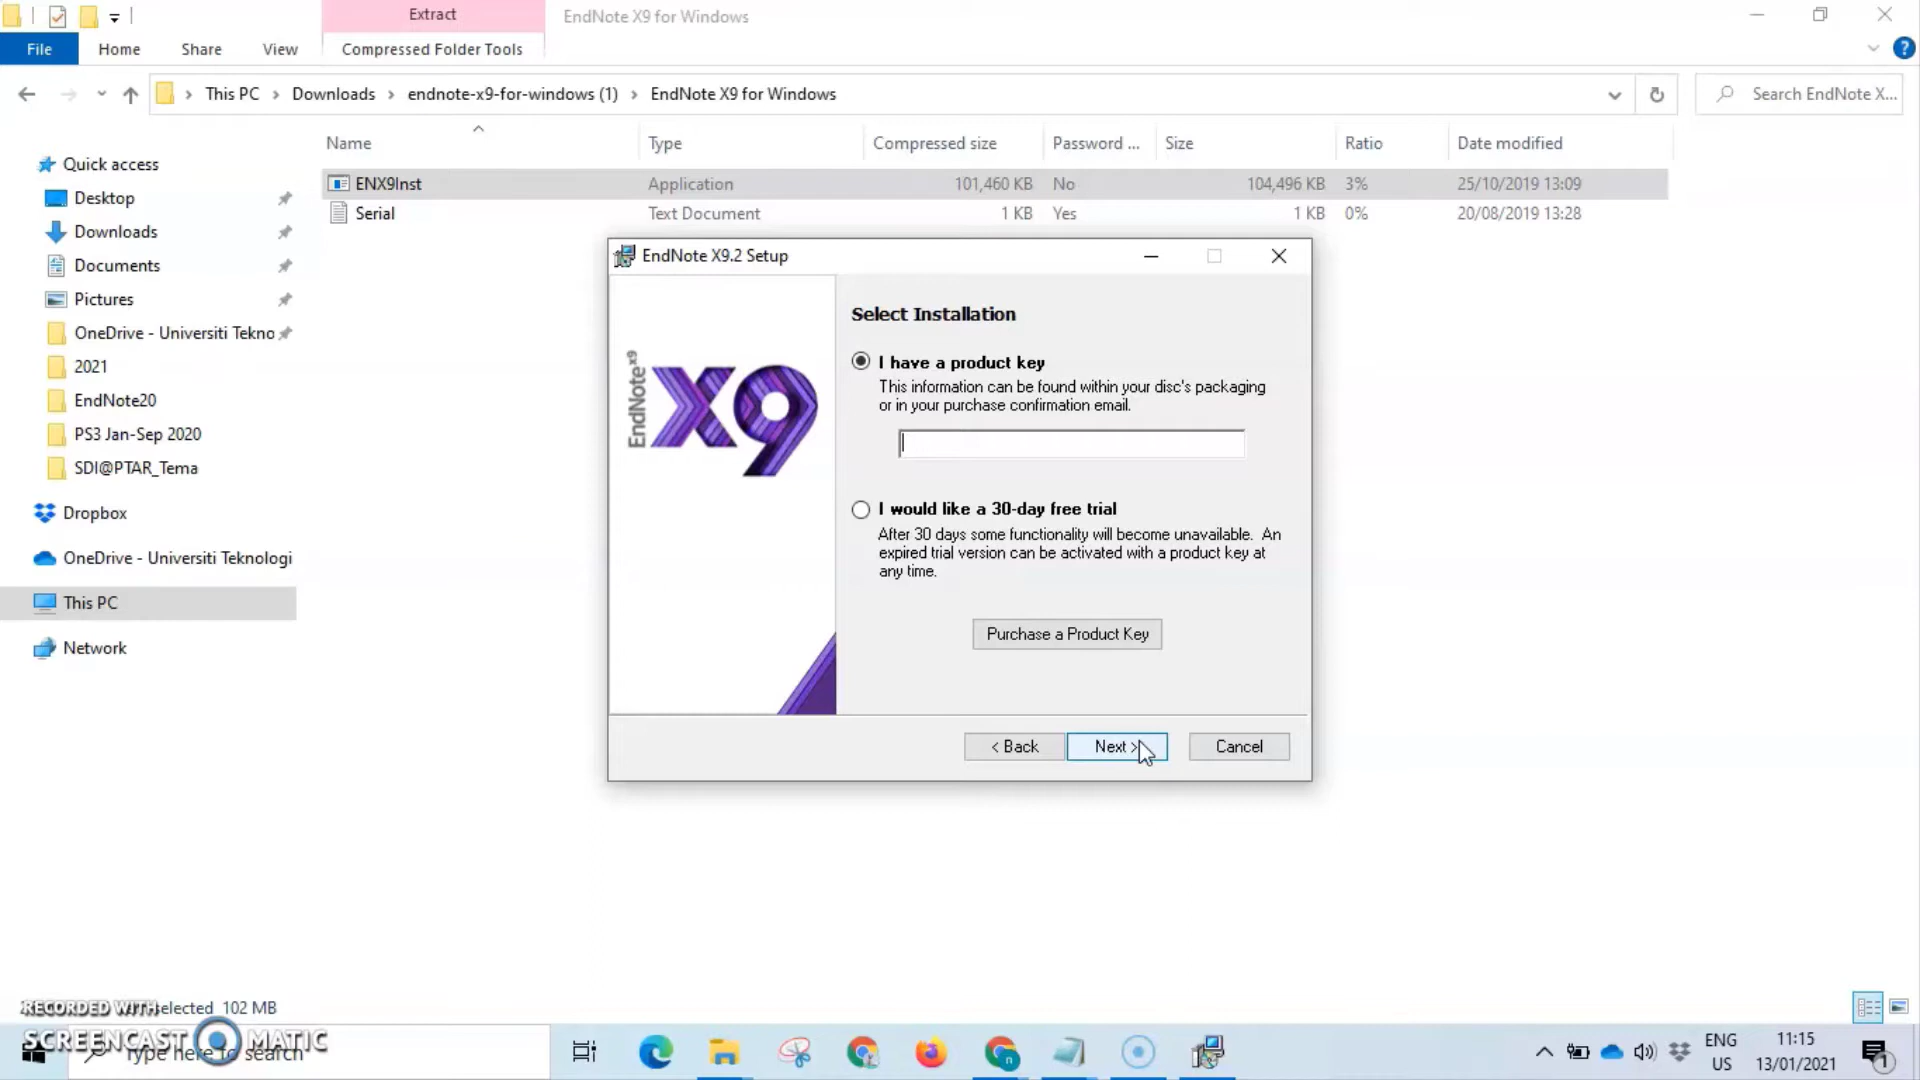 Extract
EndNote X9 for Windows
File
Home
Share
View
Compressed Folder Tools
This PC
Downloads
endnote-x9-for-windows (1)
EndNote X9 for Windows
Search EndNote X...
Name
Type
Compressed size
Password ...
Size
Ratio
Date modified
ENX9Inst
Application
101,460 KB
No
104,496 KB
3%
25/10/2019 13:09
Serial
Text Document
1 KB
Yes
1 KB
0%
20/08/2019 13:28
Quick access
Desktop
Downloads
Documents
Pictures
OneDrive - Universiti Tekno
2021
EndNote20
PS3 Jan-Sep 2020
SDI@PTAR_Tema
Dropbox
OneDrive - Universiti Teknologi
This PC
Network
EndNote X9.2 Setup
EndNote x9
X9
Select Installation
I have a product key
This information can be found within your disc's packaging
or in your purchase confirmation email.
I would like a 30-day free trial
After 30 days some functionality will become unavailable. An
expired trial version can be activated with a product key at
any time.
Purchase a Product Key
< Back
Next >
Cancel
RECORDED WITH
selected 102 MB
SCREENCAST MATIC
Type here to search
ENG
US
11:15
13/01/2021
1